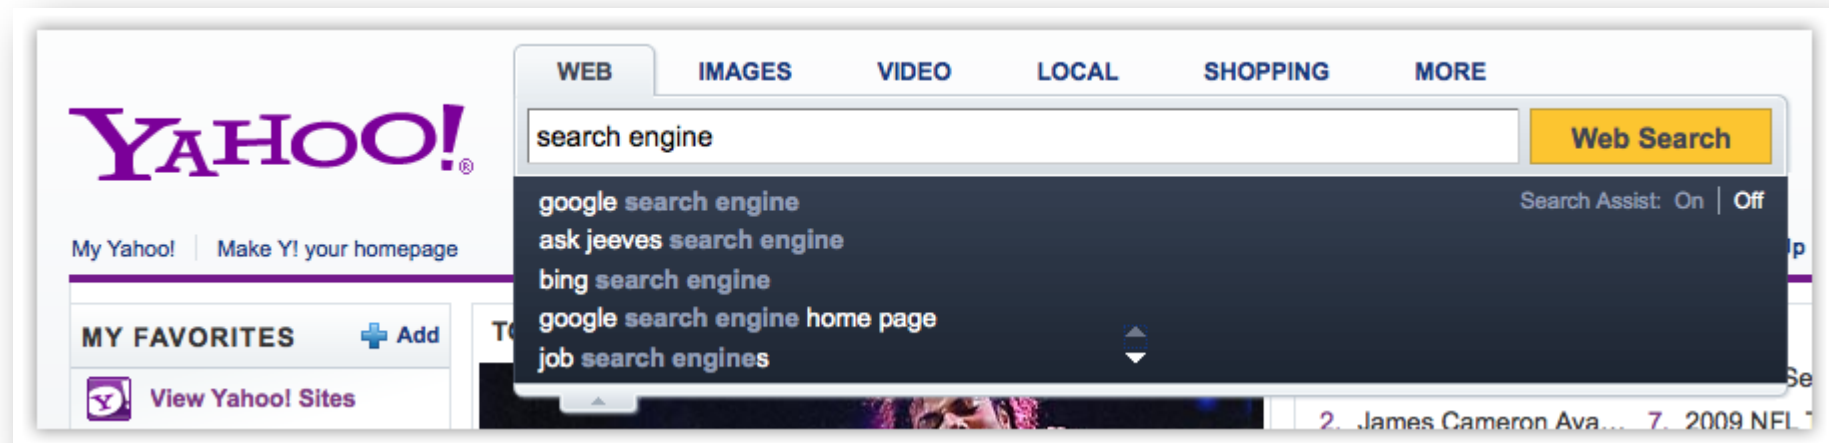 WEB IMAGES VIDEO LOCAL SHOPPING MORE
YAHOO!®
search engine Web Search
google search engine Search Assist: On | Off
ask jeeves search engine
My Yahoo! Make Y! your homepage
bing search engine
google search engine home page
MY FAVORITES Add
job search engines
View Yahoo! Sites
2. James Cameron Ava... 7. 2009 NFL